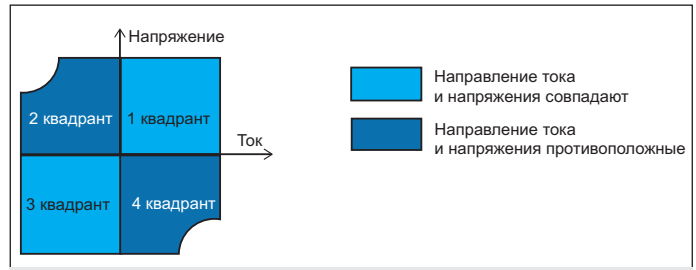 Напряжение
2 квадрант
1 квадрант
Ток
3 квадрант
4 квадрант
Направление тока
и напряжения совпадают
Направление тока
и напряжения противоположные